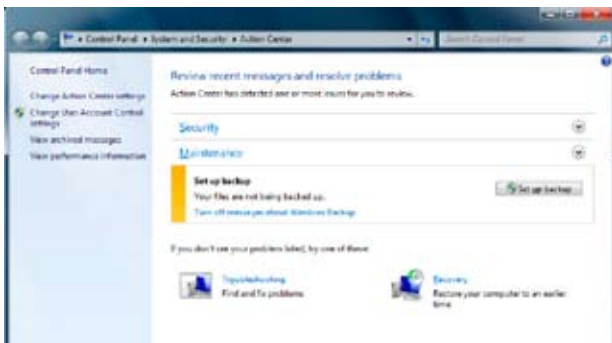 Control Panel ▸ System and Security ▸ Action Center
Search Control Panel
Control Panel Home
Change Action Center settings
Change User Account Control
settings
View archived messages
View performance information
Review recent messages and resolve problems
Action Center has detected one or more issues for you to review.
Security
Maintenance
Set up backup
Your files are not being backed up.
Turn off messages about Windows Backup
Set up backup
If you don't see your problem listed, try one of these:
Troubleshooting
Find and fix problems
Recovery
Restore your computer to an earlier
time